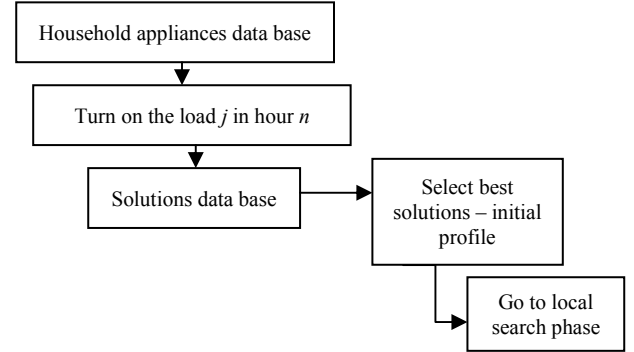 Household appliances data base
Turn on the load j in hour n
Solutions data base
Select best
solutions – initial
profile
Go to local
search phase